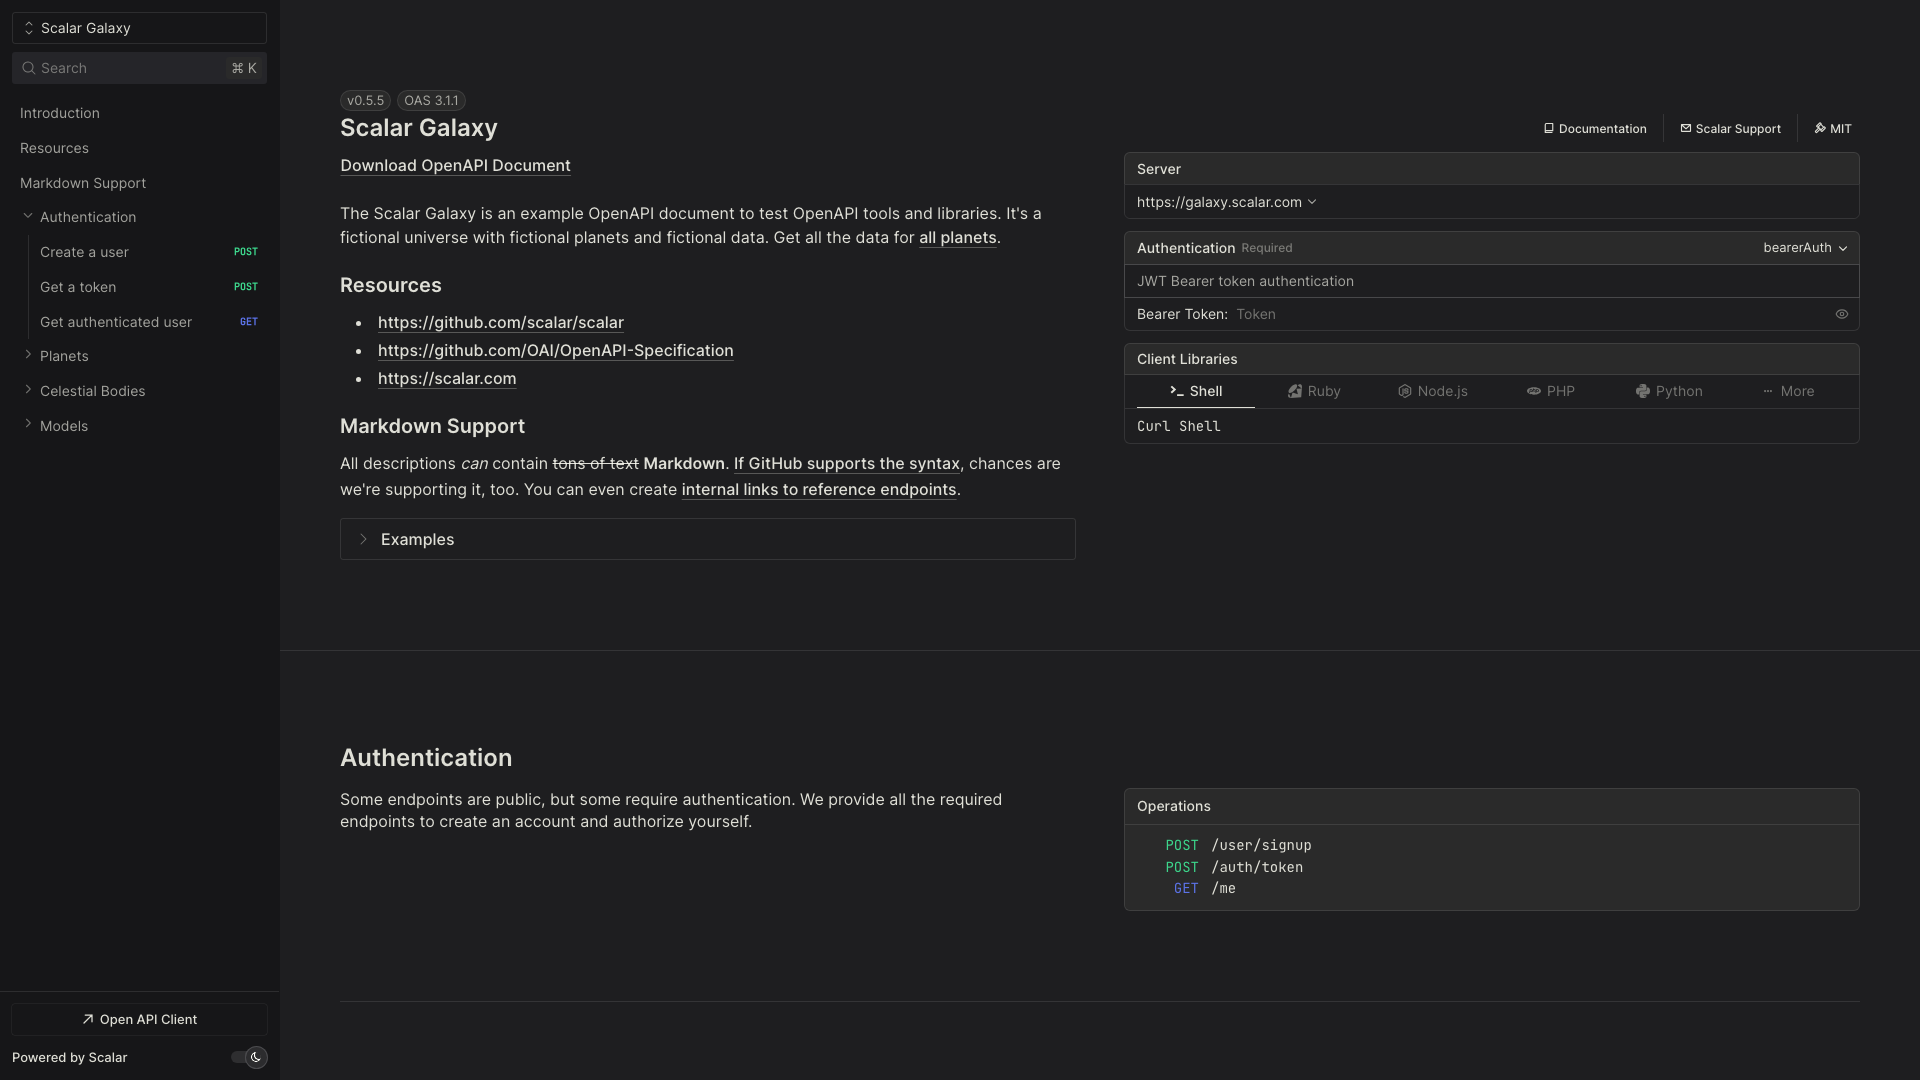 Scalar Galaxy
Search
⌘ K
Introduction
Resources
Markdown Support
Authentication
Create a user POST
Get a token POST
Get authenticated user GET
Planets
Celestial Bodies
Models
Open API Client
Powered by Scalar
v0.5.5 OAS 3.1.1
Scalar Galaxy
Download OpenAPI Document
The Scalar Galaxy is an example OpenAPI document to test OpenAPI tools and libraries. It's a
fictional universe with fictional planets and fictional data. Get all the data for all planets.
Resources
https://github.com/scalar/scalar
https://github.com/OAI/OpenAPI-Specification
https://scalar.com
Markdown Support
All descriptions can contain tons of text Markdown. If GitHub supports the syntax, chances are
we're supporting it, too. You can even create internal links to reference endpoints.
Examples
Documentation Scalar Support MIT
Server
https://galaxy.scalar.com
Authentication Required bearerAuth
JWT Bearer token authentication
Bearer Token: Token
Client Libraries
Shell Ruby Node.js PHP Python More
Curl Shell
Authentication
Some endpoints are public, but some require authentication. We provide all the required
endpoints to create an account and authorize yourself.
Operations
POST /user/signup
POST /auth/token
GET /me